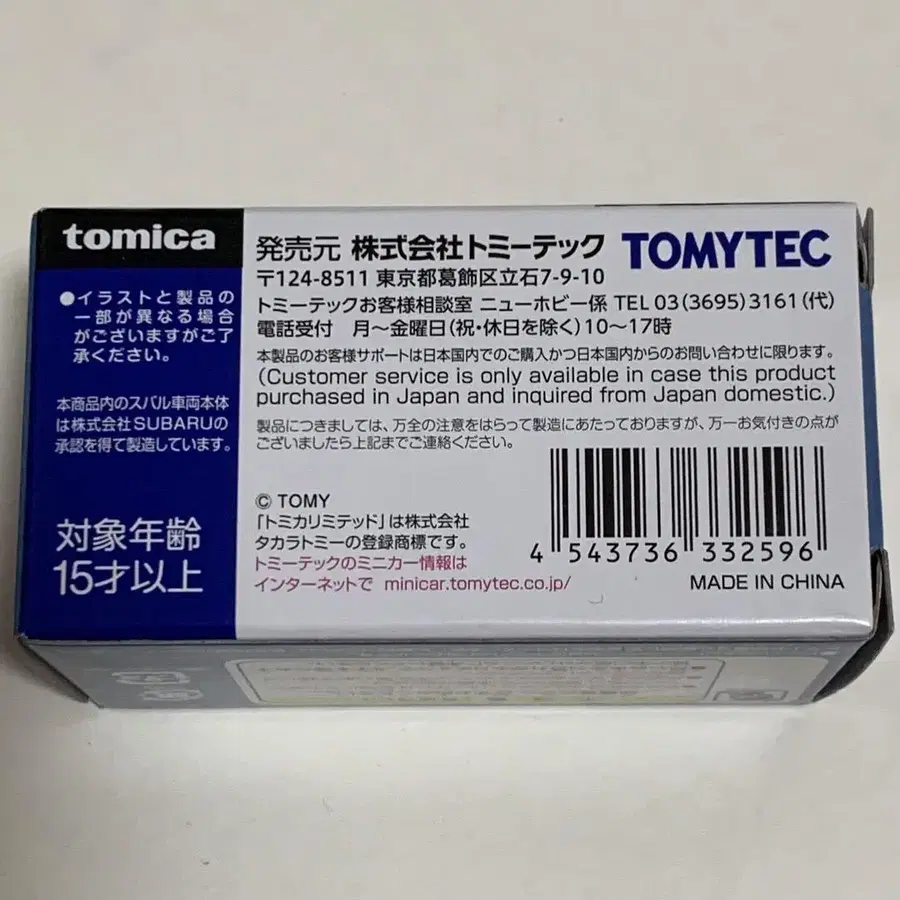 tomica
●イラストと製品の
一部が異なる場合
がございますがご了
承ください。
本商品内のスバル車両本体
は株式会社SUBARUの
承認を得て製造しています。
対象年齢
15才以上
発売元 株式会社トミーテック TOMYTEC
〒124-8511 東京都葛飾区立石7-9-10
トミーテックお客様相談室 ニューホビー係 TEL 03(3695)3161(代)
電話受付 月〜金曜日(祝・休日を除く)10〜17時
本製品のお客様サポートは日本国内でのご購入かつ日本国内からのお問い合わせに限ります。
(Customer service is only available in case this product
purchased in Japan and inquired from Japan domestic.)
製品につきましては、万全の注意をはらって製造にあたっておりますが、万一お気付きの点が
ございましたら上記までご連絡ください。
© TOMY
「トミカリミテッド」は株式会社
タカラトミーの登録商標です。
トミーテックのミニカー情報は
インターネットで minicar.tomytec.co.jp/
4 543736 332596
MADE IN CHINA